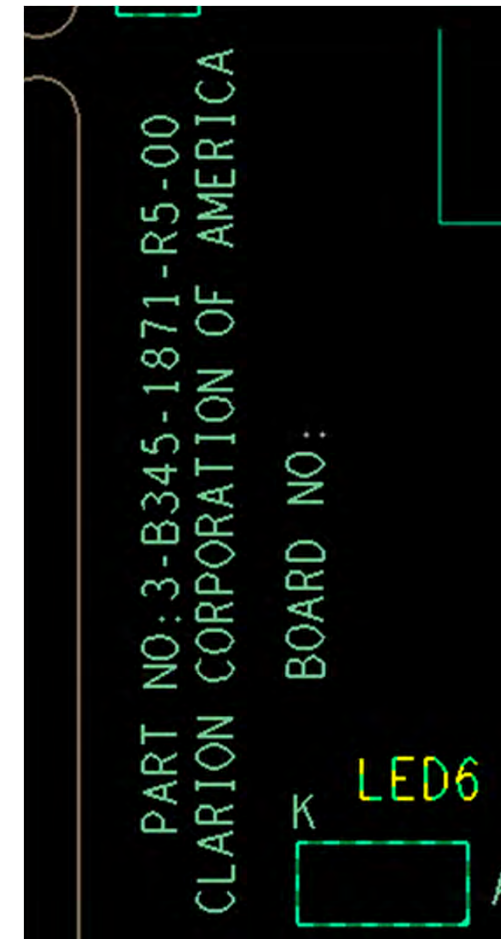 PART NO:3-B345-1871-R5-00
CLARION CORPORATION OF AMERICA
BOARD NO:
LED6
K